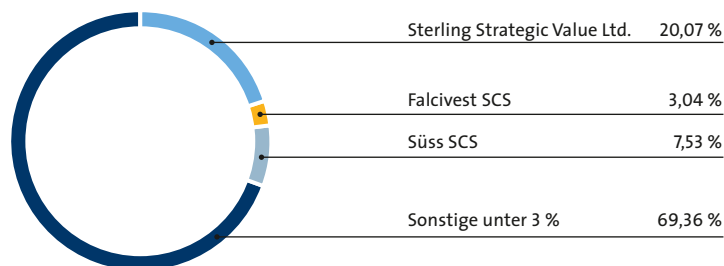 Sterling Strategic Value Ltd. 20,07 %
Falcivest SCS 3,04 %
Süss SCS 7,53 %
Sonstige unter 3 % 69,36 %